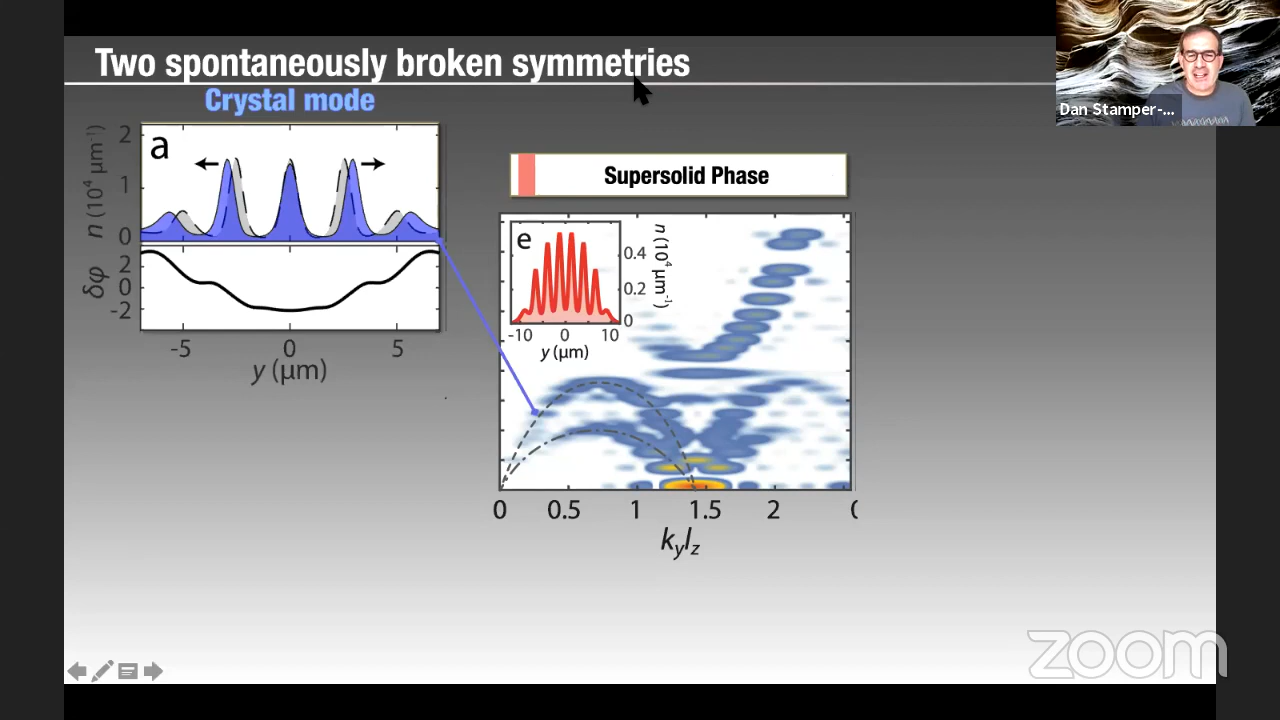 Two spontaneously broken symmetries
Crystal mode
a
n (10⁴ µm⁻¹)
2
1
0
δφ
2
0
-2
-5 0 5
y (µm)
Supersolid Phase
e
n (10⁴ µm⁻¹)
0.4
0.2
0
-10 0 10
y (µm)
0 0.5 1 1.5 2
kylz
Dan Stamper-...
zoom